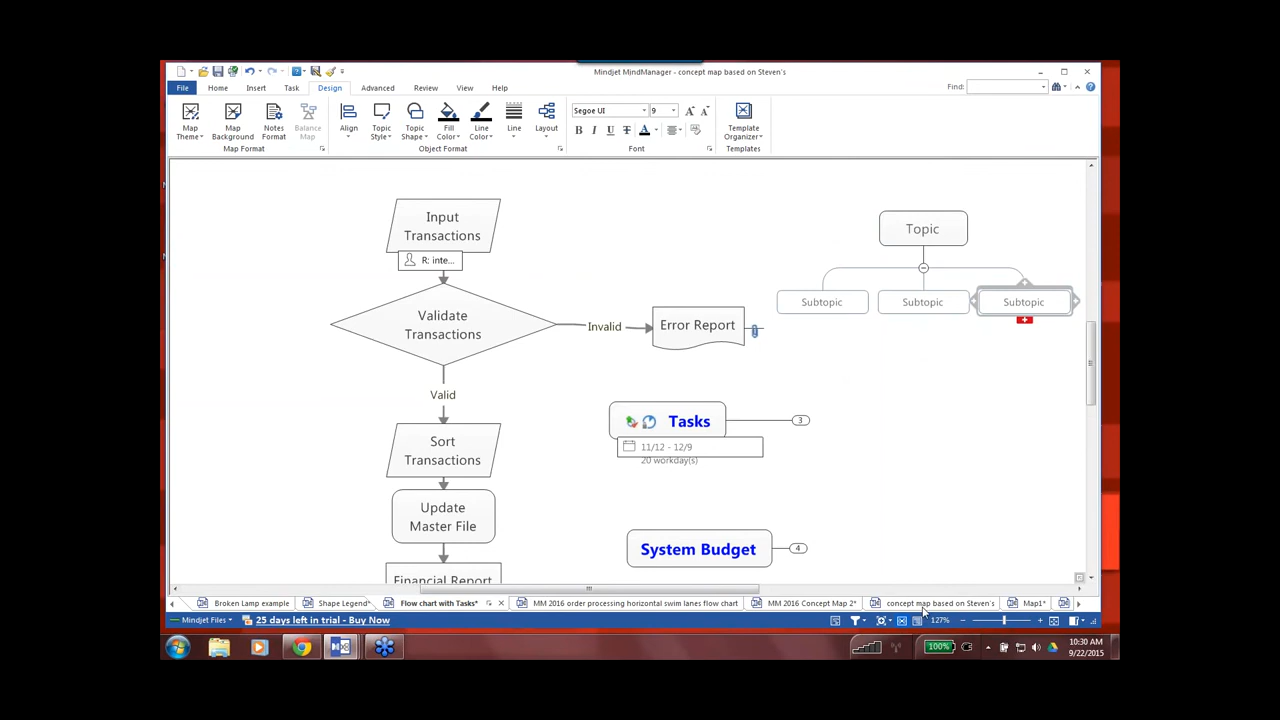 Mindjet MindManager - concept map based on Steven's
File Home Insert Task Design Advanced Review View Help
Find:
Map Theme
Map Background
Notes Format
Balance Map
Map Format
Align
Topic Style
Topic Shape
Fill Color
Line Color
Line
Layout
Object Format
Segoe UI 9
B I U T A
Font
Template Organizer
Templates
Input
Transactions
R: inte...
Validate
Transactions
Invalid
Error Report
Topic
Subtopic Subtopic Subtopic
Valid
Tasks
3
11/12 - 12/9
20 workday(s)
Sort
Transactions
Update
Master File
System Budget
4
Financial Report
Broken Lamp example Shape Legend* Flow chart with Tasks* MM 2016 order processing horizontal swim lanes flow chart MM 2016 Concept Map 2* concept map based on Steven's Map1*
Mindjet Files 25 days left in trial - Buy Now 127%
100%
10:30 AM
9/22/2015